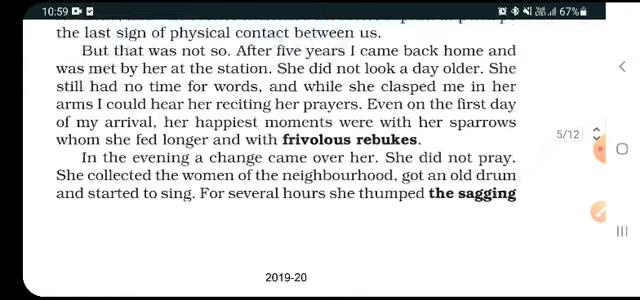 10:59
67%
the last sign of physical contact between us.
But that was not so. After five years I came back home and
was met by her at the station. She did not look a day older. She
still had no time for words, and while she clasped me in her
arms I could hear her reciting her prayers. Even on the first day
of my arrival, her happiest moments were with her sparrows
whom she fed longer and with frivolous rebukes.
5/12
In the evening a change came over her. She did not pray.
She collected the women of the neighbourhood, got an old drum
and started to sing. For several hours she thumped the sagging
2019-20